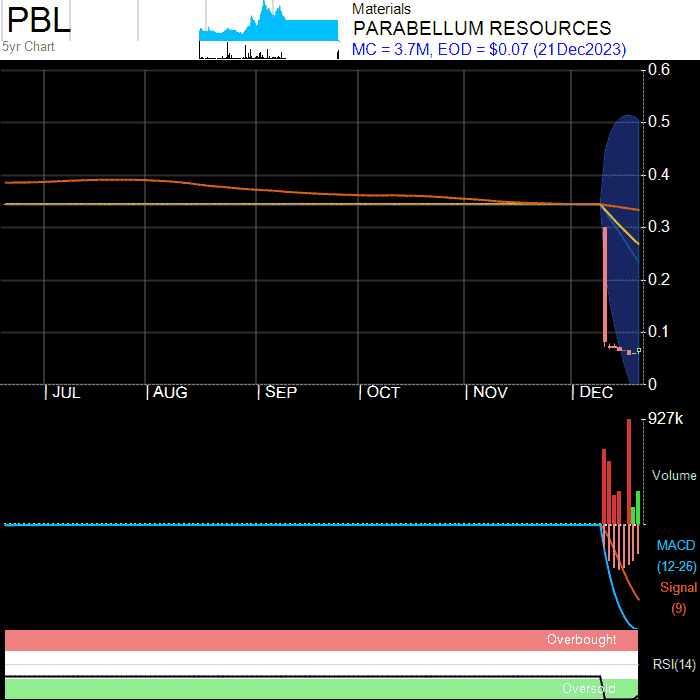 PBL
5yr Chart
Materials
PARABELLUM RESOURCES
MC = 3.7M, EOD = $0.07 (21Dec2023)
0.6
0.5
0.4
0.3
0.2
0.1
0
JUL AUG SEP OCT NOV DEC
927k
Volume
MACD
(12-26)
Signal
(9)
Overbought
RSI(14)
Oversold